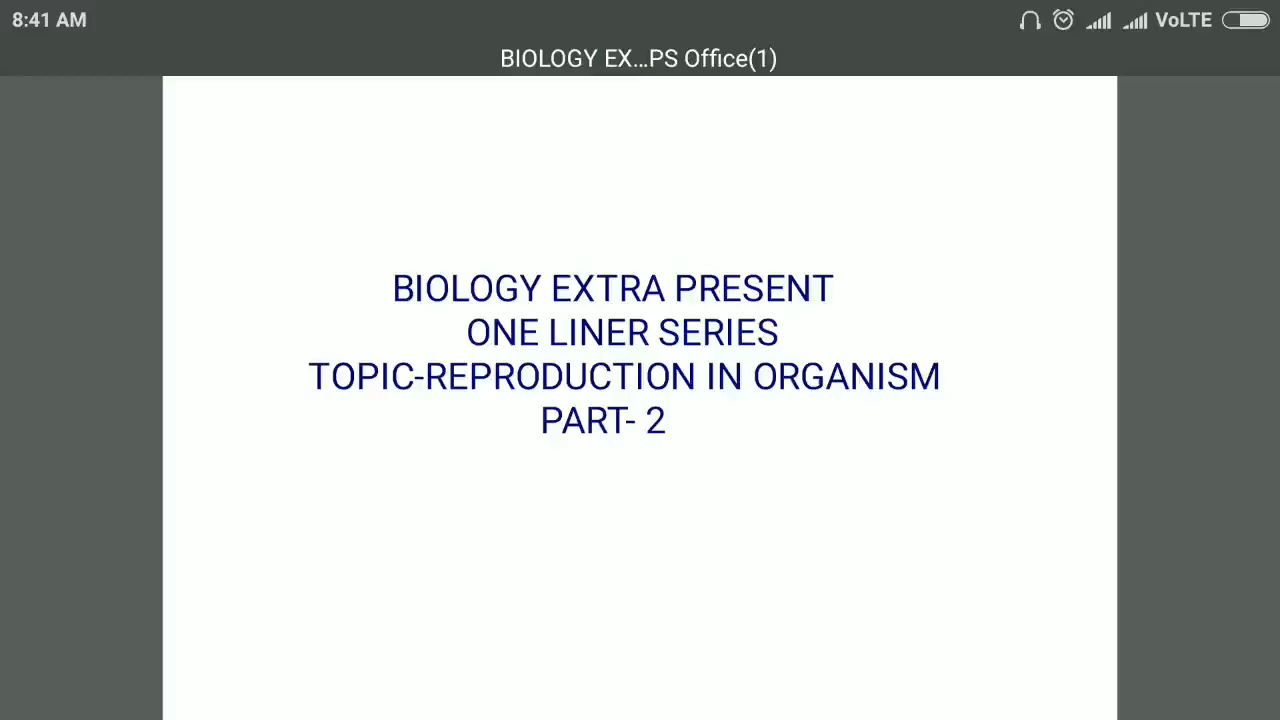 8:41 AM VoLTE
BIOLOGY EX...PS Office(1)
BIOLOGY EXTRA PRESENT
ONE LINER SERIES
TOPIC-REPRODUCTION IN ORGANISM
PART- 2